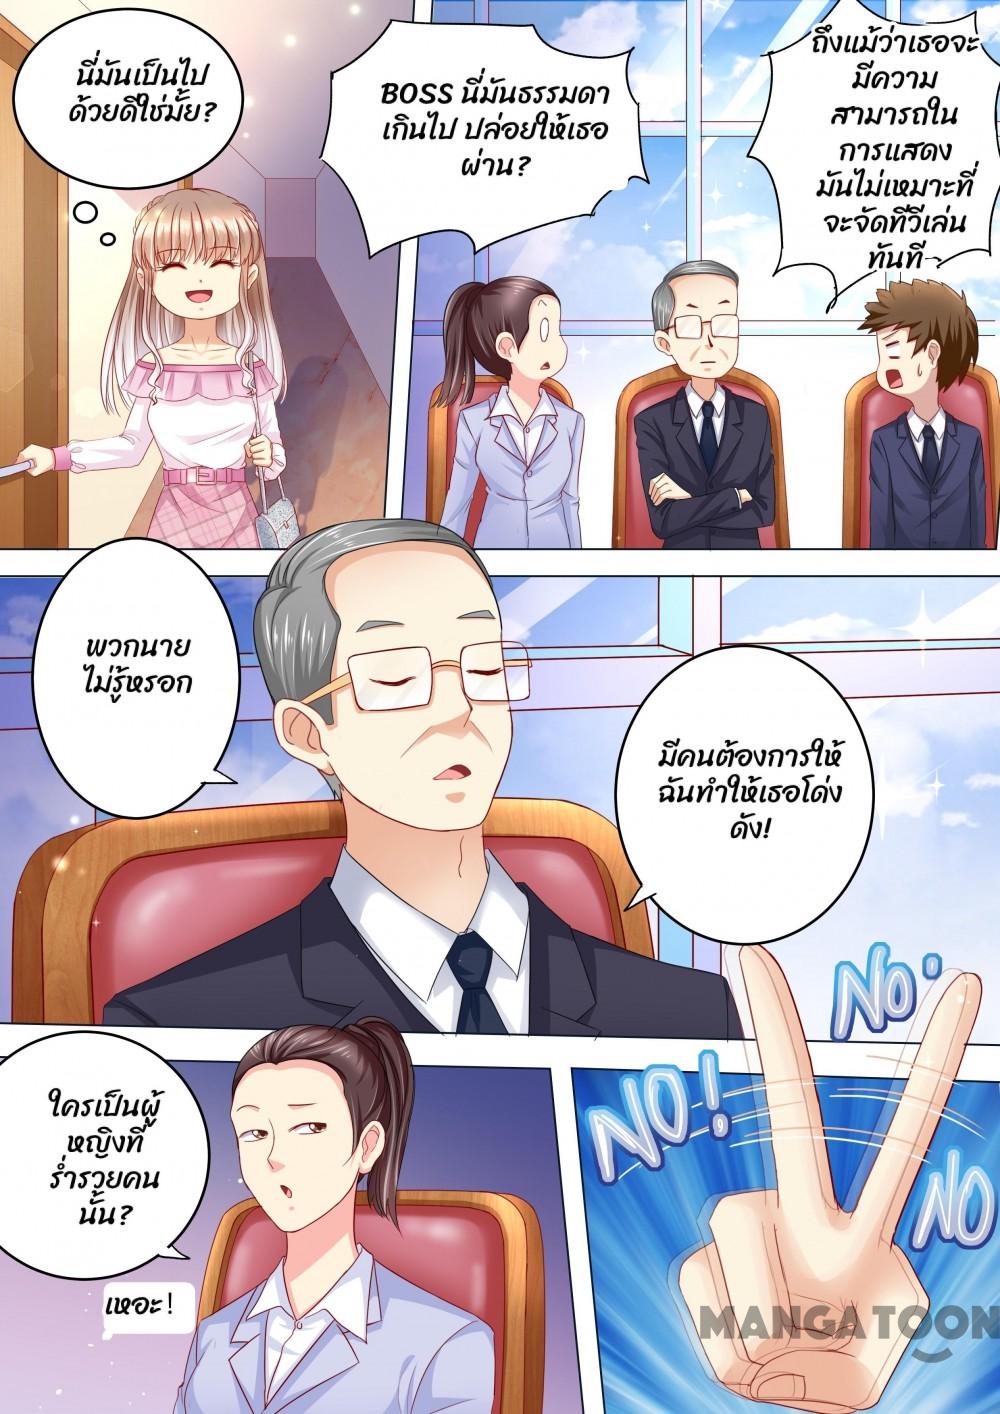 นี่มันเป็นไป
ด้วยดีใช่มั้ย?
BOSS นี่มันธรรมดา
เกินไป ปล่อยให้เธอ
ผ่าน?
ถึงแม้ว่าเธอจะ
มีความ
สามารถใน
การแสดง
มันไม่เหมาะที่
จะจัดทีวีเล่น
ทันที
พวกนาย
ไม่รู้หรอก
มีคนต้องการให้
ฉันทำให้เธอโด่ง
ดัง!
ใครเป็นผู้
หญิงที่
ร่ำรวยคน
นั้น?
เหอะ!
NO
NO!
NO
MANGATOON